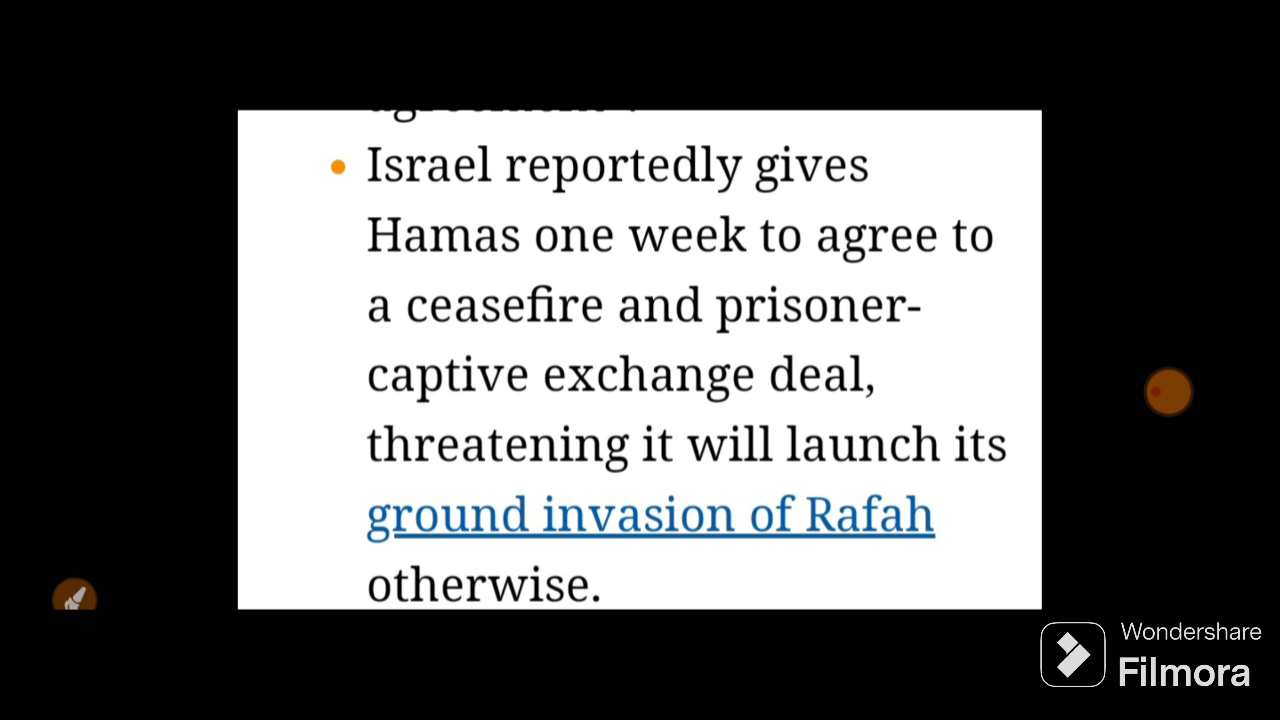 Israel reportedly gives
Hamas one week to agree to
a ceasefire and prisoner-
captive exchange deal,
threatening it will launch its
ground invasion of Rafah
otherwise.
Wondershare
Filmora